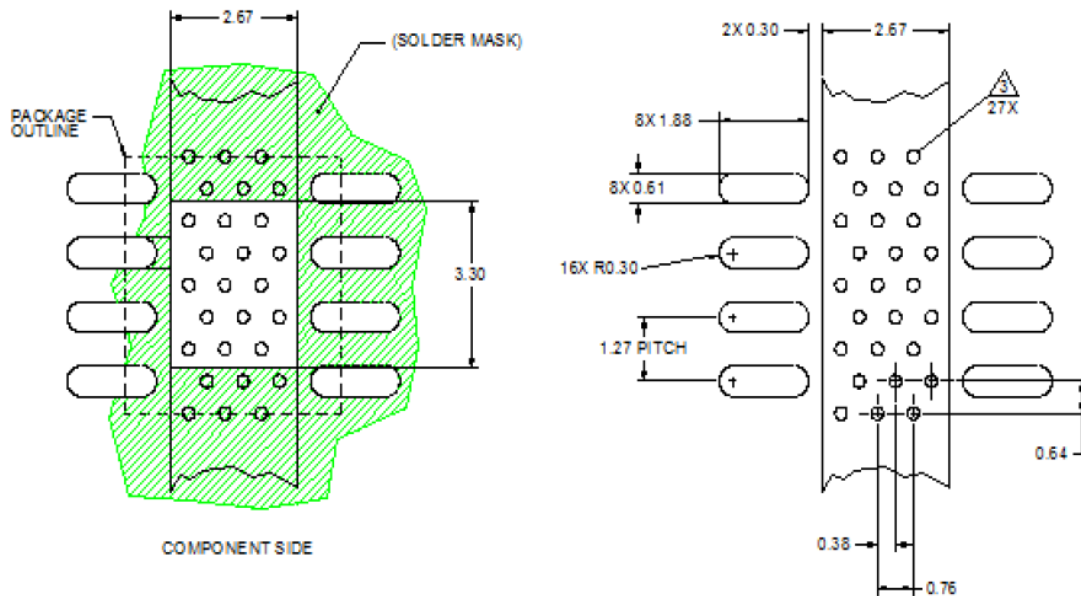 2.67
(SOLDER MASK)
PACKAGE
OUTLINE
3.30
COMPONENT SIDE
2X 0.30
2.67
3
27X
8X 1.88
8X 0.61
16X R0.30
1.27 PITCH
0.64
0.38
0.76